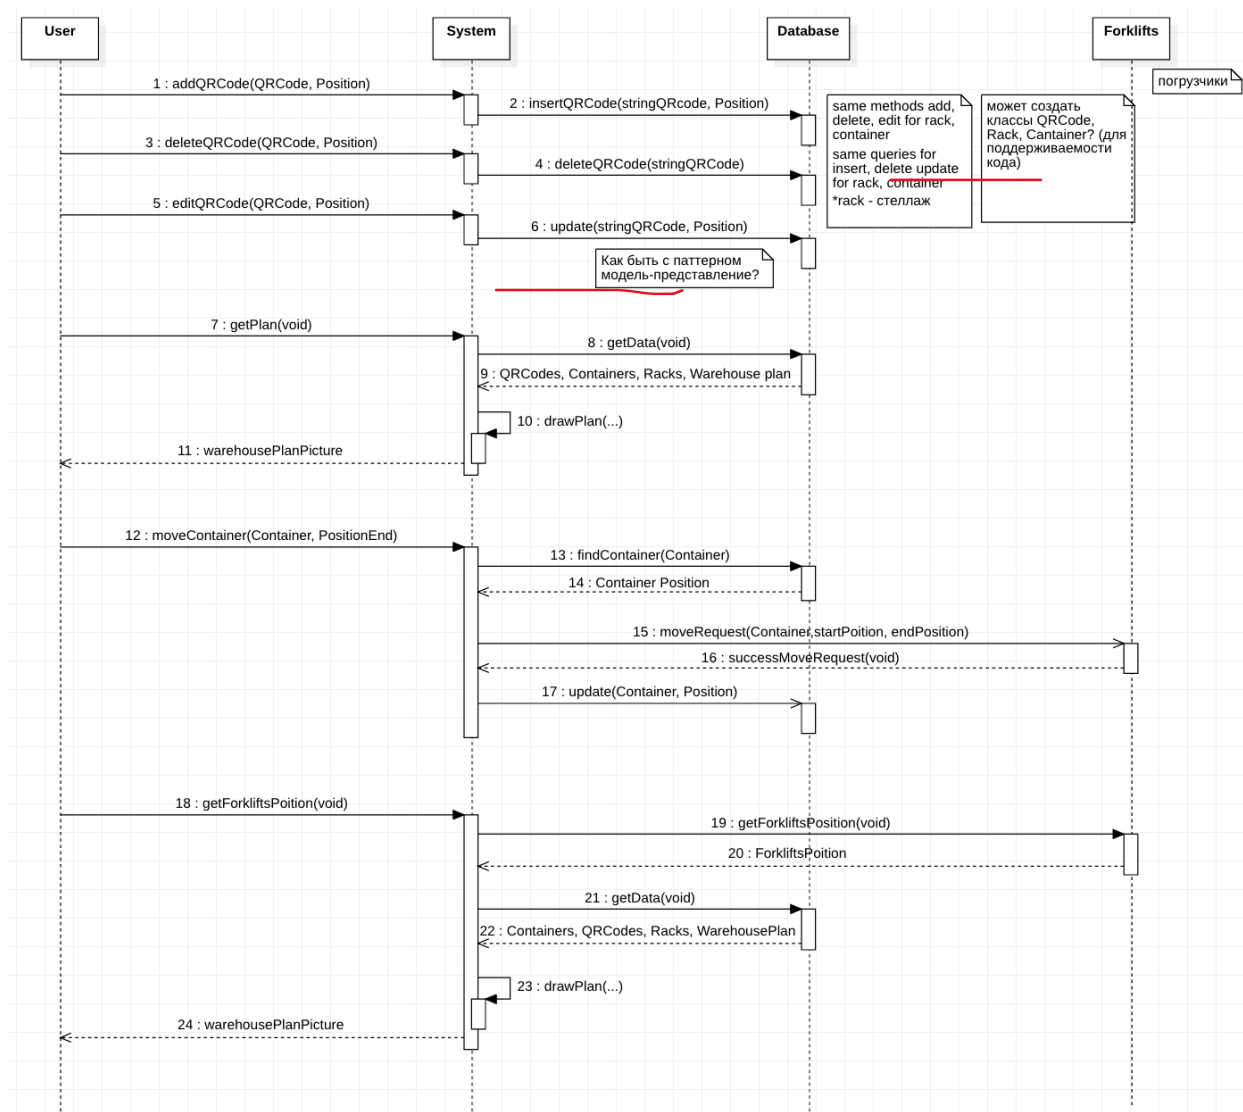 User
System
Database
Forklifts
погрузчики
1 : addQRCode(QRCode, Position)
2 : insertQRCode(stringQRcode, Position)
same methods add,
delete, edit for rack,
container
same queries for
insert, delete update
for rack, container
*rack - стеллаж
может создать
классы QRCode,
Rack, Cantainer? (для
поддерживаемости
кода)
3 : deleteQRCode(QRCode, Position)
4 : deleteQRCode(stringQRCode)
5 : editQRCode(QRCode, Position)
6 : update(stringQRCode, Position)
Как быть с паттерном
модель-представление?
7 : getPlan(void)
8 : getData(void)
9 : QRCodes, Containers, Racks, Warehouse plan
10 : drawPlan(...)
11 : warehousePlanPicture
12 : moveContainer(Container, PositionEnd)
13 : findContainer(Container)
14 : Container Position
15 : moveRequest(Container,startPoition, endPosition)
16 : successMoveRequest(void)
17 : update(Container, Position)
18 : getForkliftsPoition(void)
19 : getForkliftsPosition(void)
20 : ForkliftsPoition
21 : getData(void)
22 : Containers, QRCodes, Racks, WarehousePlan
23 : drawPlan(...)
24 : warehousePlanPicture